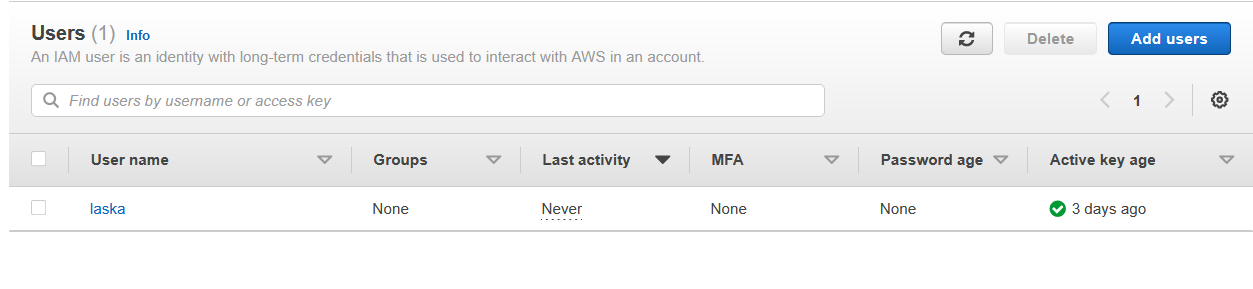 Users (1) Info
An IAM user is an identity with long-term credentials that is used to interact with AWS in an account.
Delete
Add users
Find users by username or access key
1
User name Groups Last activity MFA Password age Active key age
laska None Never None None 3 days ago